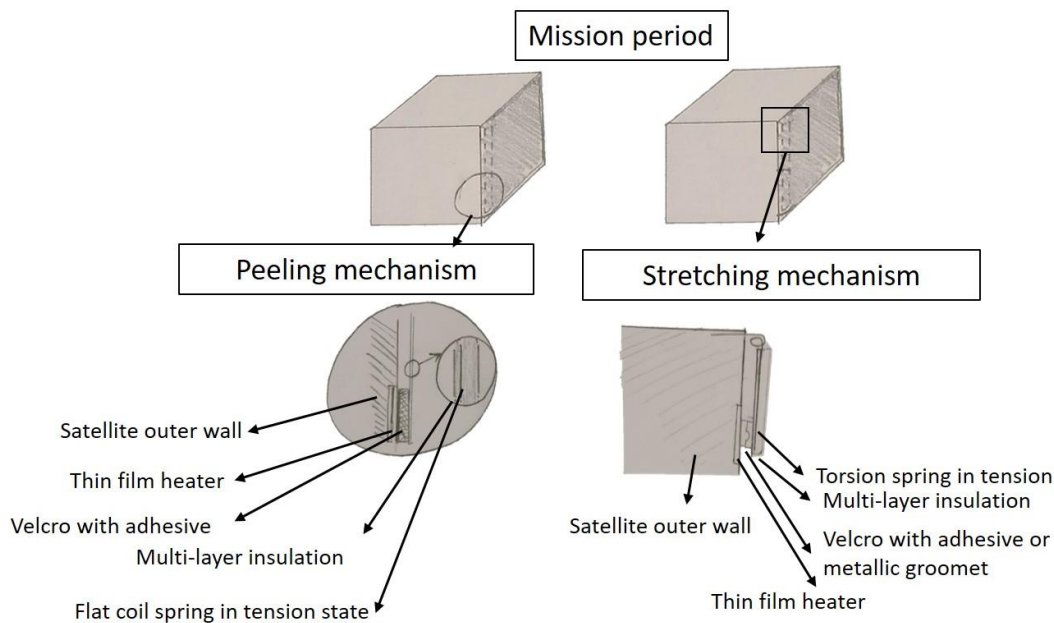 Mission period
Peeling mechanism
Stretching mechanism
Satellite outer wall
Thin film heater
Velcro with adhesive
Multi-layer insulation
Flat coil spring in tension state
Torsion spring in tension
Multi-layer insulation
Satellite outer wall
Velcro with adhesive or
metallic groomet
Thin film heater